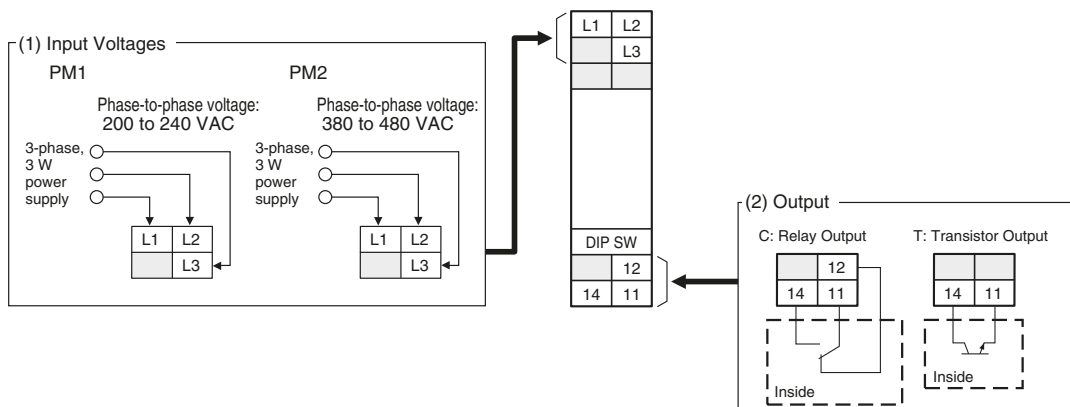 (1) Input Voltages
PM1
Phase-to-phase voltage:
200 to 240 VAC
3-phase,
3 W
power
supply
L1 L2
L3
PM2
Phase-to-phase voltage:
380 to 480 VAC
3-phase,
3 W
power
supply
L1 L2
L3
L1 L2
L3
DIP SW
12
14 11
(2) Output
C: Relay Output
12
14 11
Inside
T: Transistor Output
14 11
Inside